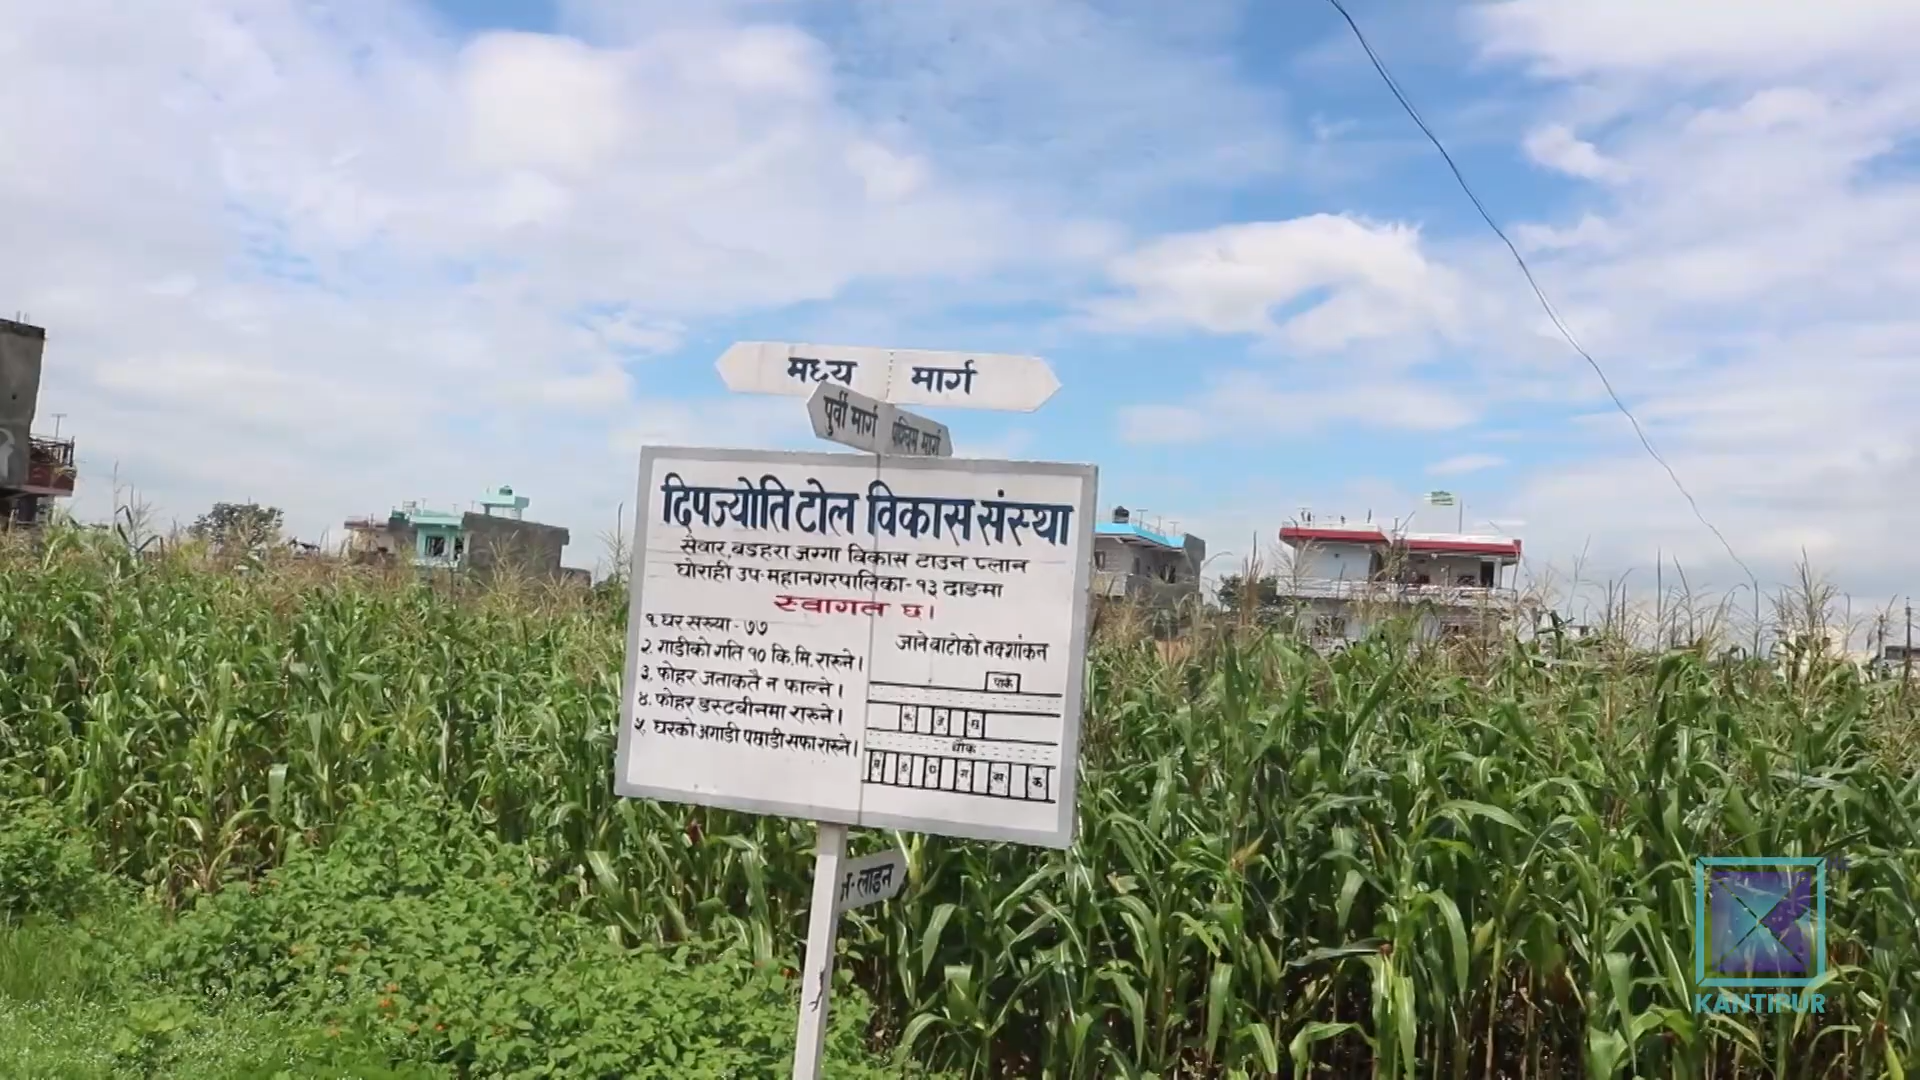 मध्य मार्ग
पुर्वी मार्ग पश्चिम मार्ग
दिपज्योति टोल विकास संस्था
सेवार, बडहरा जग्गा विकास टाउन प्लान
घोराही उप-महानगरपालिका-१३ दाङमा
स्वागत छ।
१. घर सख्या - ७७
२. गाडीको गति १० कि.मि. राख्ने।
३. फोहर जताकतै न फाल्ने।
४. फोहर डस्टबीनमा राख्ने।
५. घरको अगाडी पछाडी सफा राख्ने।
जाने बाटोको नक्शांकन
पार्क
चौक
ग स क
लाइन
KANTIPUR